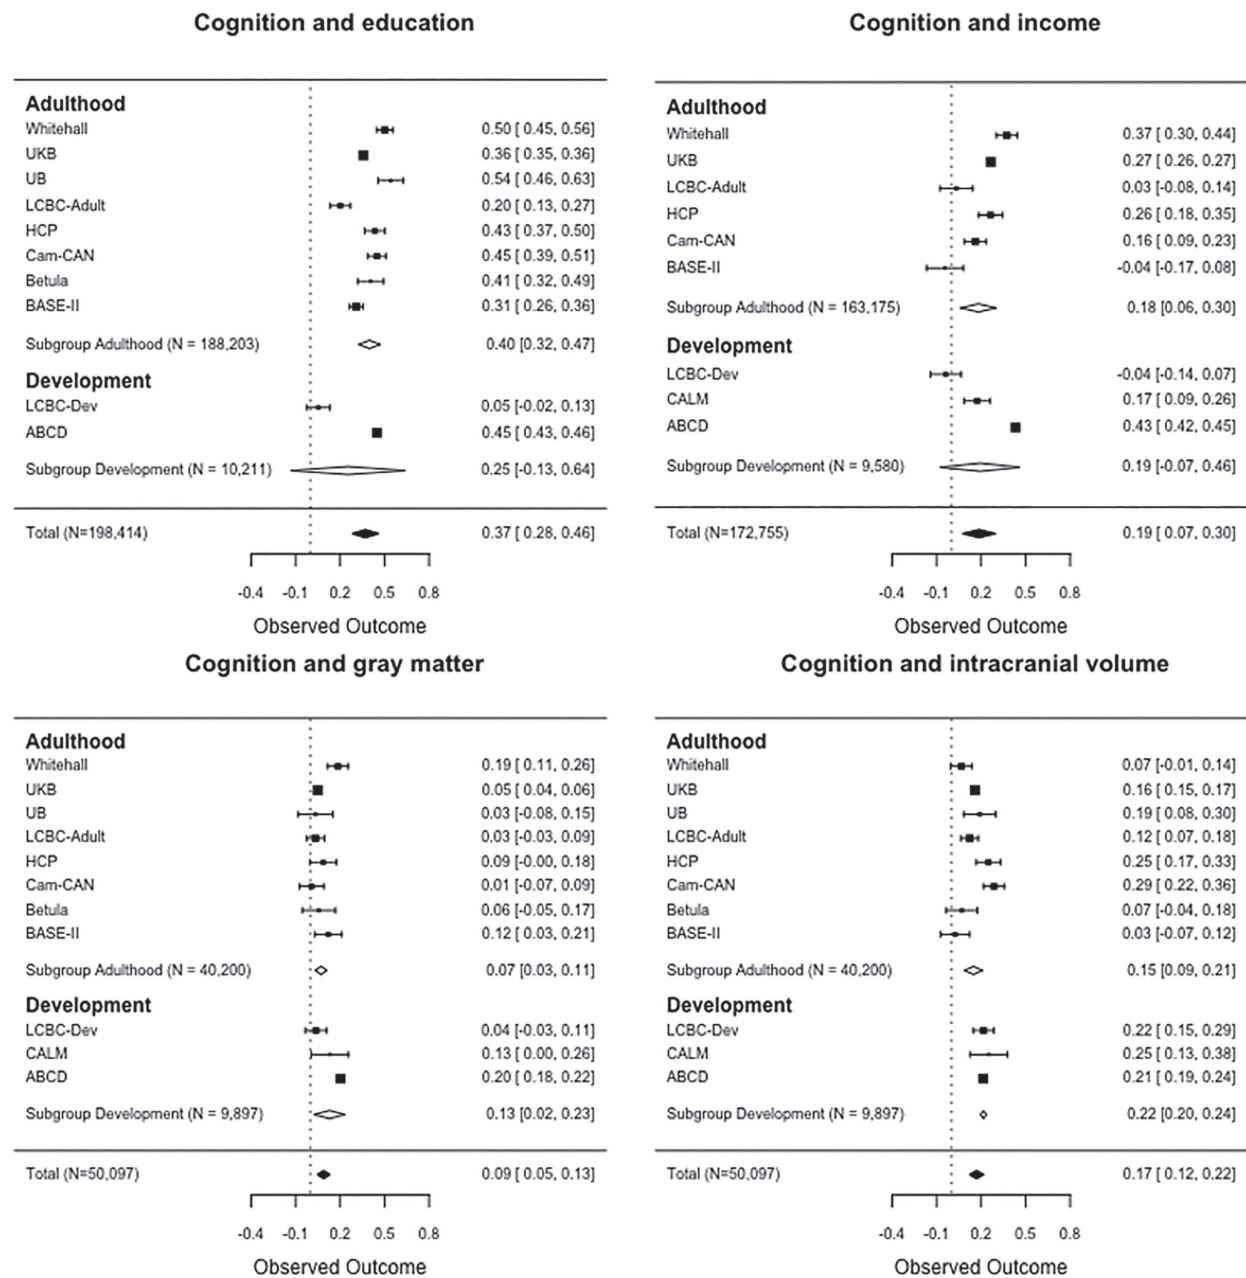 Cognition and education
Adulthood
Whitehall 0.50 [ 0.45, 0.56]
UKB 0.36 [ 0.35, 0.36]
UB 0.54 [ 0.46, 0.63]
LCBC-Adult 0.20 [ 0.13, 0.27]
HCP 0.43 [ 0.37, 0.50]
Cam-CAN 0.45 [ 0.39, 0.51]
Betula 0.41 [ 0.32, 0.49]
BASE-II 0.31 [ 0.26, 0.36]
Subgroup Adulthood (N = 188,203) 0.40 [0.32, 0.47]
Development
LCBC-Dev 0.05 [-0.02, 0.13]
ABCD 0.45 [ 0.43, 0.46]
Subgroup Development (N = 10,211) 0.25 [-0.13, 0.64]
Total (N=198,414) 0.37 [ 0.28, 0.46]
-0.4 -0.1 0.2 0.5 0.8
Observed Outcome
Cognition and income
Adulthood
Whitehall 0.37 [ 0.30, 0.44]
UKB 0.27 [ 0.26, 0.27]
LCBC-Adult 0.03 [-0.08, 0.14]
HCP 0.26 [ 0.18, 0.35]
Cam-CAN 0.16 [ 0.09, 0.23]
BASE-II -0.04 [-0.17, 0.08]
Subgroup Adulthood (N = 163,175) 0.18 [0.06, 0.30]
Development
LCBC-Dev -0.04 [-0.14, 0.07]
CALM 0.17 [ 0.09, 0.26]
ABCD 0.43 [ 0.42, 0.45]
Subgroup Development (N = 9,580) 0.19 [-0.07, 0.46]
Total (N=172,755) 0.19 [ 0.07, 0.30]
-0.4 -0.1 0.2 0.5 0.8
Observed Outcome
Cognition and gray matter
Adulthood
Whitehall 0.19 [ 0.11, 0.26]
UKB 0.05 [ 0.04, 0.06]
UB 0.03 [-0.08, 0.15]
LCBC-Adult 0.03 [-0.03, 0.09]
HCP 0.09 [-0.00, 0.18]
Cam-CAN 0.01 [-0.07, 0.09]
Betula 0.06 [-0.05, 0.17]
BASE-II 0.12 [ 0.03, 0.21]
Subgroup Adulthood (N = 40,200) 0.07 [0.03, 0.11]
Development
LCBC-Dev 0.04 [-0.03, 0.11]
CALM 0.13 [ 0.00, 0.26]
ABCD 0.20 [ 0.18, 0.22]
Subgroup Development (N = 9,897) 0.13 [0.02, 0.23]
Total (N=50,097) 0.09 [ 0.05, 0.13]
-0.4 -0.1 0.2 0.5 0.8
Observed Outcome
Cognition and intracranial volume
Adulthood
Whitehall 0.07 [-0.01, 0.14]
UKB 0.16 [ 0.15, 0.17]
UB 0.19 [ 0.08, 0.30]
LCBC-Adult 0.12 [ 0.07, 0.18]
HCP 0.25 [ 0.17, 0.33]
Cam-CAN 0.29 [ 0.22, 0.36]
Betula 0.07 [-0.04, 0.18]
BASE-II 0.03 [-0.07, 0.12]
Subgroup Adulthood (N = 40,200) 0.15 [0.09, 0.21]
Development
LCBC-Dev 0.22 [ 0.15, 0.29]
CALM 0.25 [ 0.13, 0.38]
ABCD 0.21 [ 0.19, 0.24]
Subgroup Development (N = 9,897) 0.22 [0.20, 0.24]
Total (N=50,097) 0.17 [ 0.12, 0.22]
-0.4 -0.1 0.2 0.5 0.8
Observed Outcome